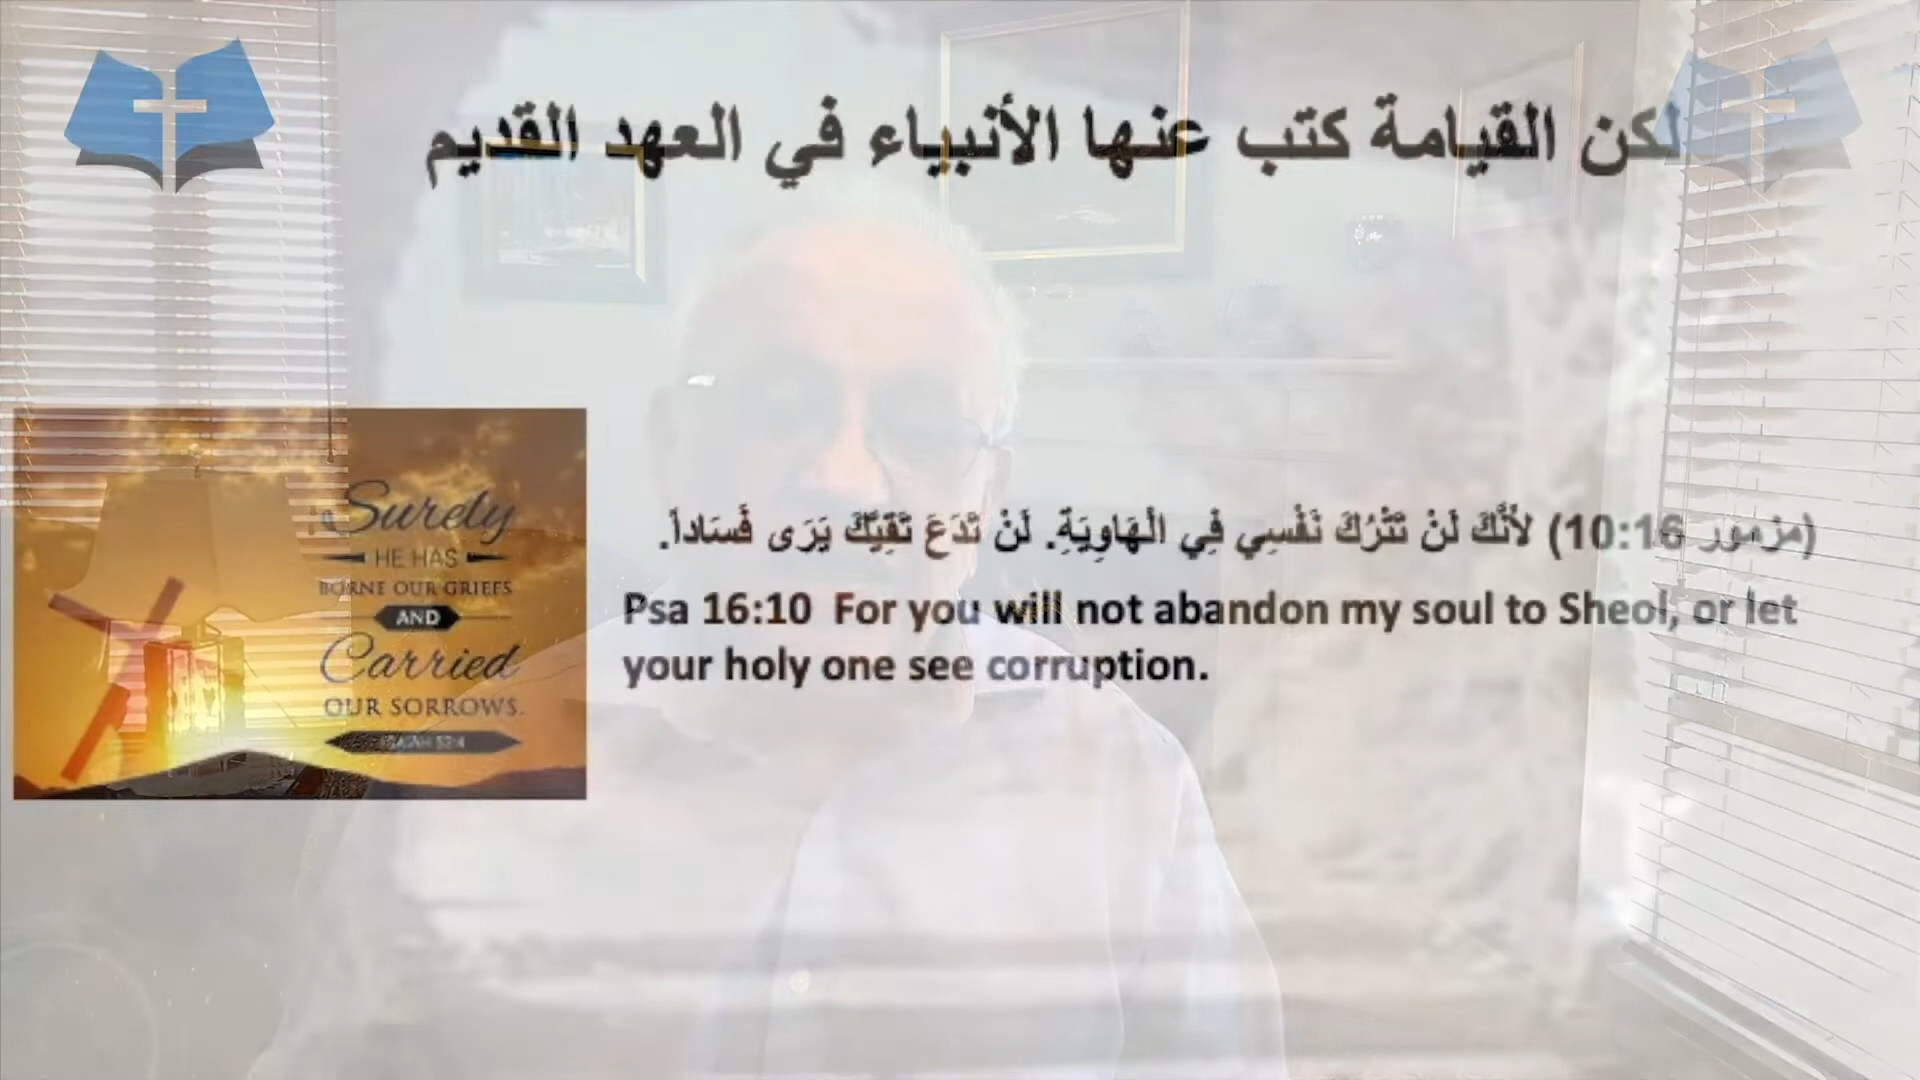 لكن القيامة كتب عنها الأنبياء في العهد القديم
(مزمور 10:16) لأَنَّكَ لَنْ تَتْرُكَ نَفْسِي فِي الْهَاوِيَةِ. لَنْ تَدَعَ تَقِيَّكَ يَرَى فَسَاداً.
Psa 16:10 For you will not abandon my soul to Sheol, or let
your holy one see corruption.
Surely
HE HAS
BORNE OUR GRIEFS
AND
Carried
OUR SORROWS.